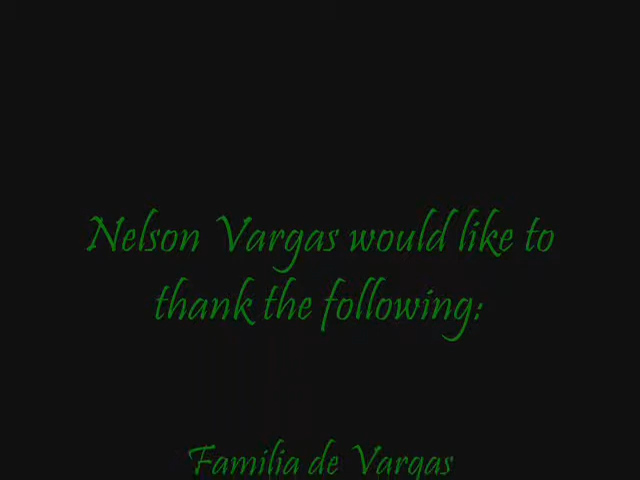 Nelson Vargas would like to
thank the following:
Familia de Vargas